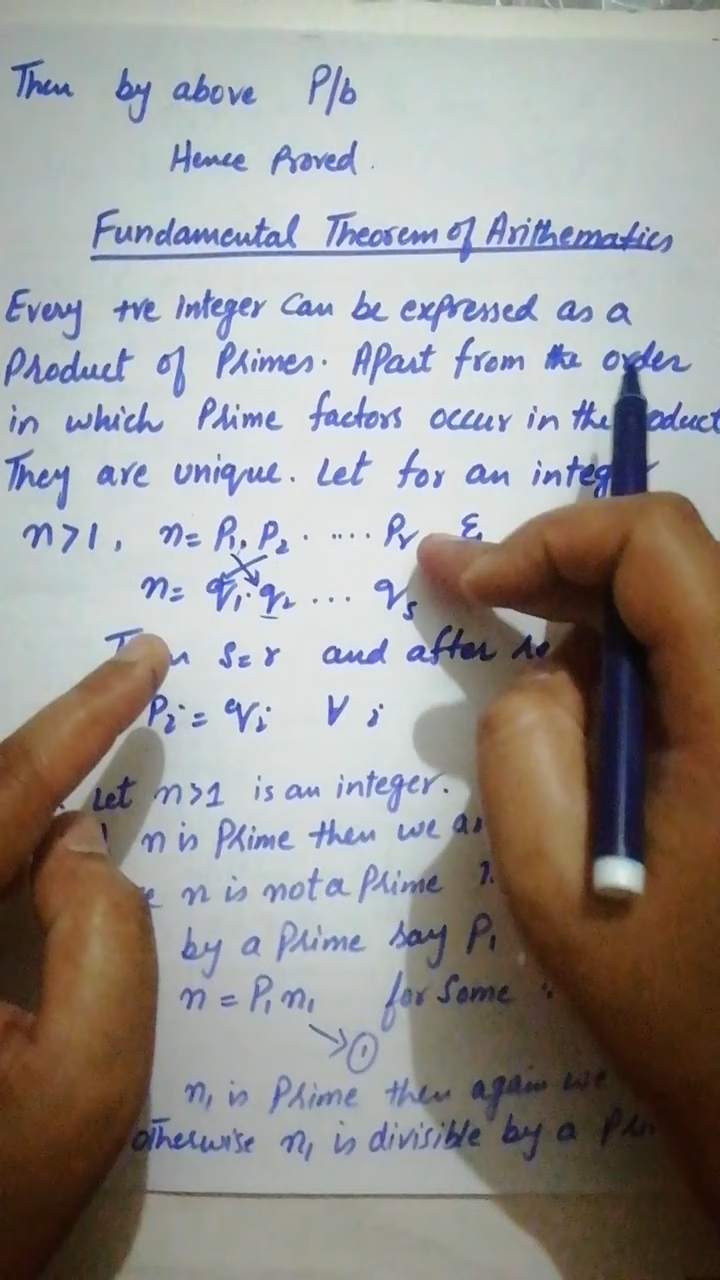 Then by above P/b
Hence Proved.
Fundamental Theorem of Arithematics
Every +ve integer can be expressed as a
Product of Primes. Apart from the order
in which Prime factors occur in the
They are unique. Let for an
n>1, n= P1. P2 . .... Pr &
n= q1. q2 ... qs
s=r and after
Pi = qi ∀ i
Let n>1 is an integer.
n is Prime then we
n is not a Prime
by a Prime say P1
n = P1 n1 for some
→ ①
n1 is Prime then again we
otherwise n1 is divisible by a